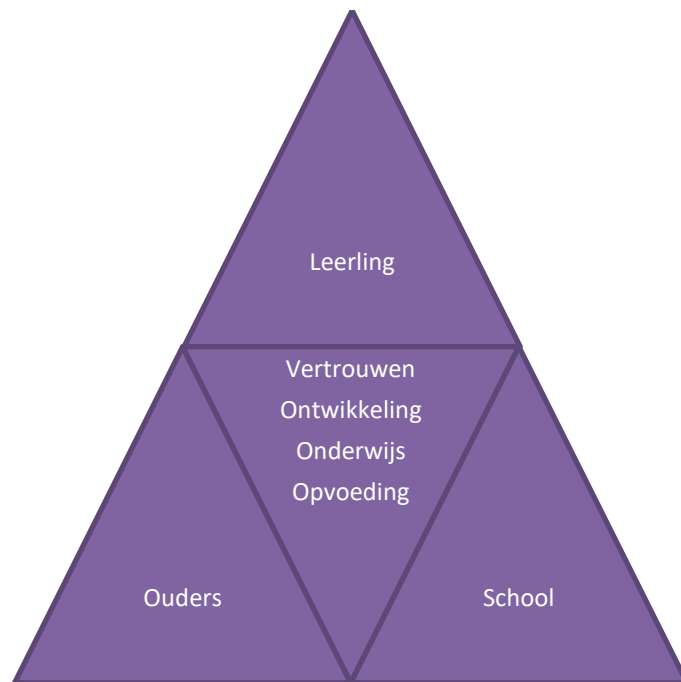 Leerling
Vertrouwen
Ontwikkeling
Onderwijs
Opvoeding
Ouders
School